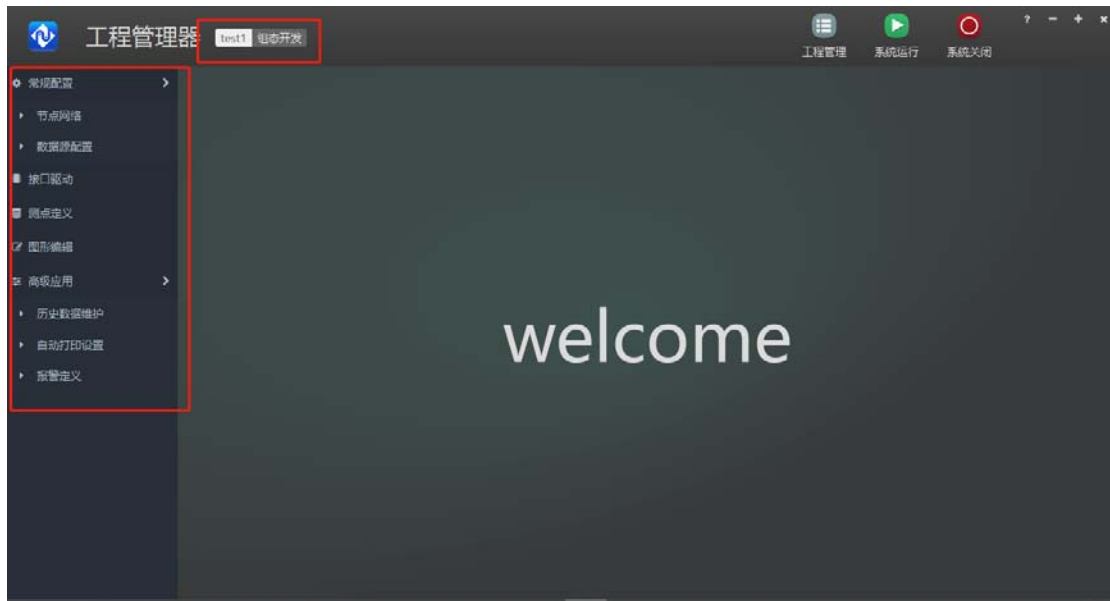 工程管理器 test1 组态开发
工程管理 系统运行 系统关闭
常规配置
节点网络
数据源配置
接口驱动
测点定义
图形编辑
高级应用
历史数据维护
自动打印设置
报警定义
welcome